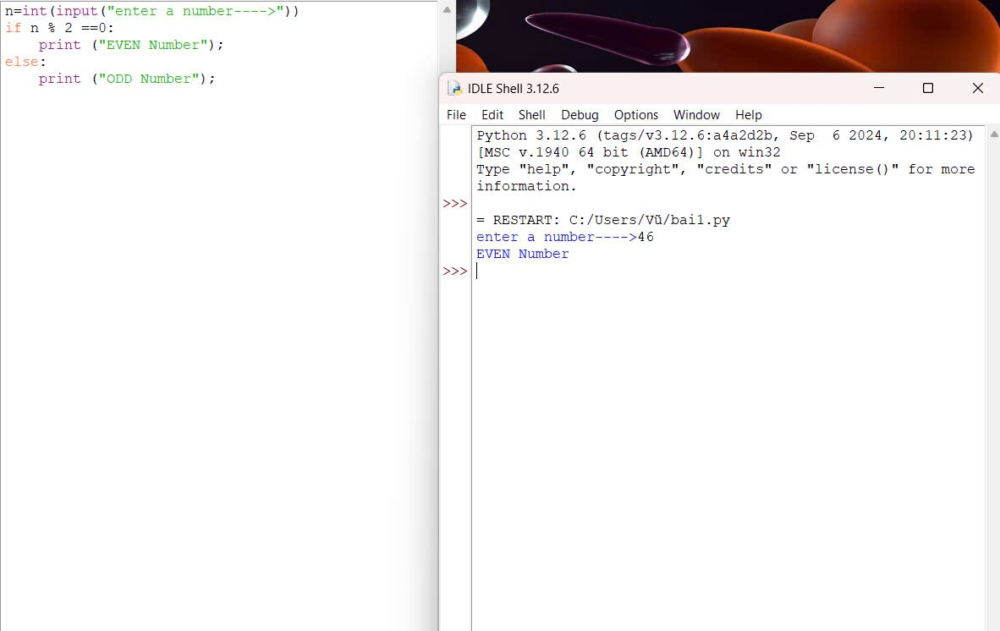 n=int(input("enter a number---->"))
if n % 2 ==0:
    print ("EVEN Number");
else:
    print ("ODD Number");
IDLE Shell 3.12.6
File Edit Shell Debug Options Window Help
Python 3.12.6 (tags/v3.12.6:a4a2d2b, Sep  6 2024, 20:11:23)
[MSC v.1940 64 bit (AMD64)] on win32
Type "help", "copyright", "credits" or "license()" for more
information.
>>>
= RESTART: C:/Users/Vũ/bai1.py
enter a number---->46
EVEN Number
>>>